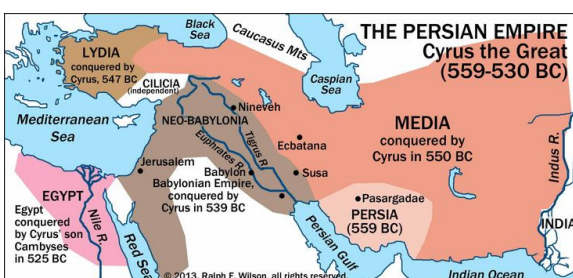 THE PERSIAN EMPIRE
Cyrus the Great
(559-530 BC)
Black
Sea
Caucasus Mts
Caspian
Sea
LYDIA
conquered by
Cyrus, 547 BC
CILICIA
(independent)
Mediterranean
Sea
NEO-BABYLONIA
Nineveh
Tigrus R.
Euphrates R.
Ecbatana
MEDIA
conquered by
Cyrus in 550 BC
Indus R.
Jerusalem
Babylon
Susa
Babylonian Empire,
conquered by
Cyrus in 539 BC
Pasargadae
PERSIA
(559 BC)
EGYPT
Egypt
conquered
by Cyrus' son
Cambyses
in 525 BC
Nile R.
Red Sea
Persian Gulf
INDIA
Indian Ocean
© 2013, Ralph F. Wilson, all rights reserved